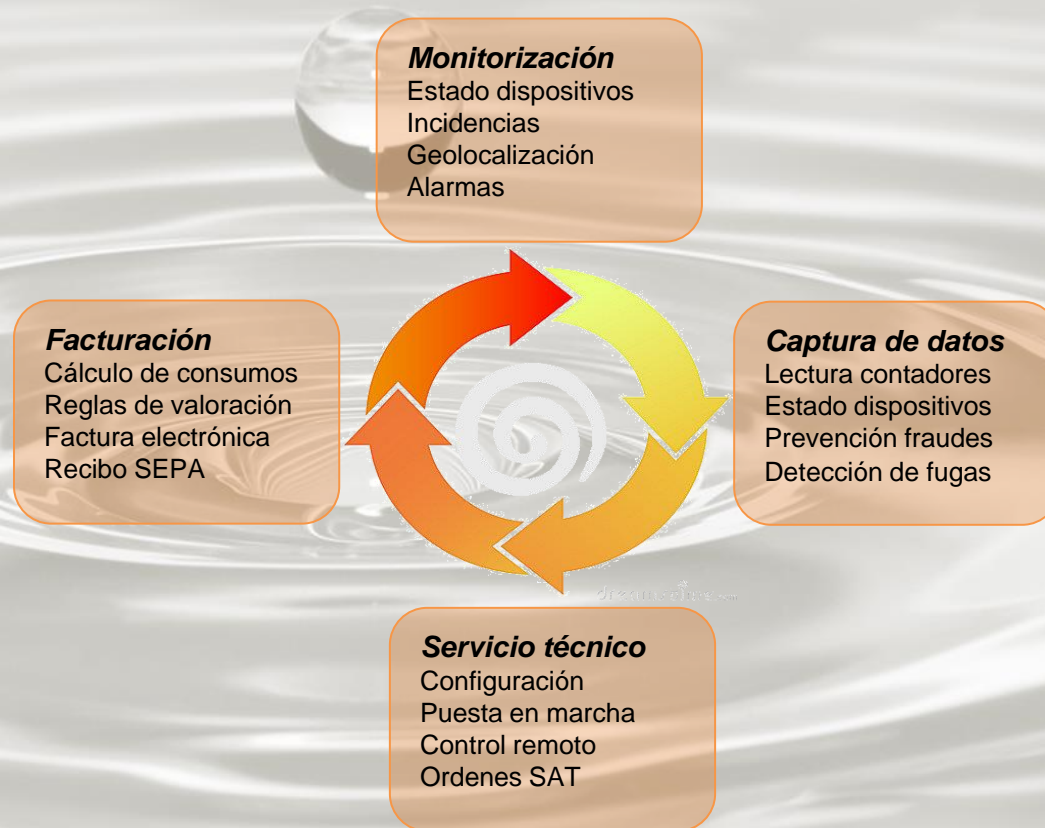 Monitorización
Estado dispositivos
Incidencias
Geolocalización
Alarmas
Facturación
Cálculo de consumos
Reglas de valoración
Factura electrónica
Recibo SEPA
Captura de datos
Lectura contadores
Estado dispositivos
Prevención fraudes
Detección de fugas
Servicio técnico
Configuración
Puesta en marcha
Control remoto
Ordenes SAT